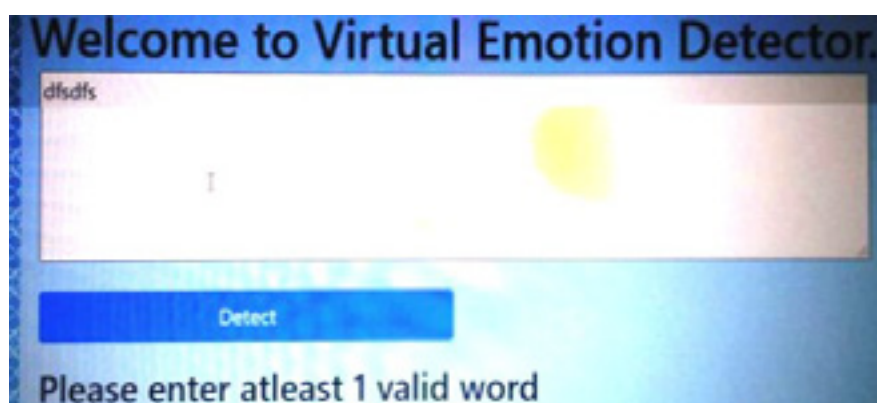 Welcome to Virtual Emotion Detector.
dfsdfs
Detect
Please enter atleast 1 valid word